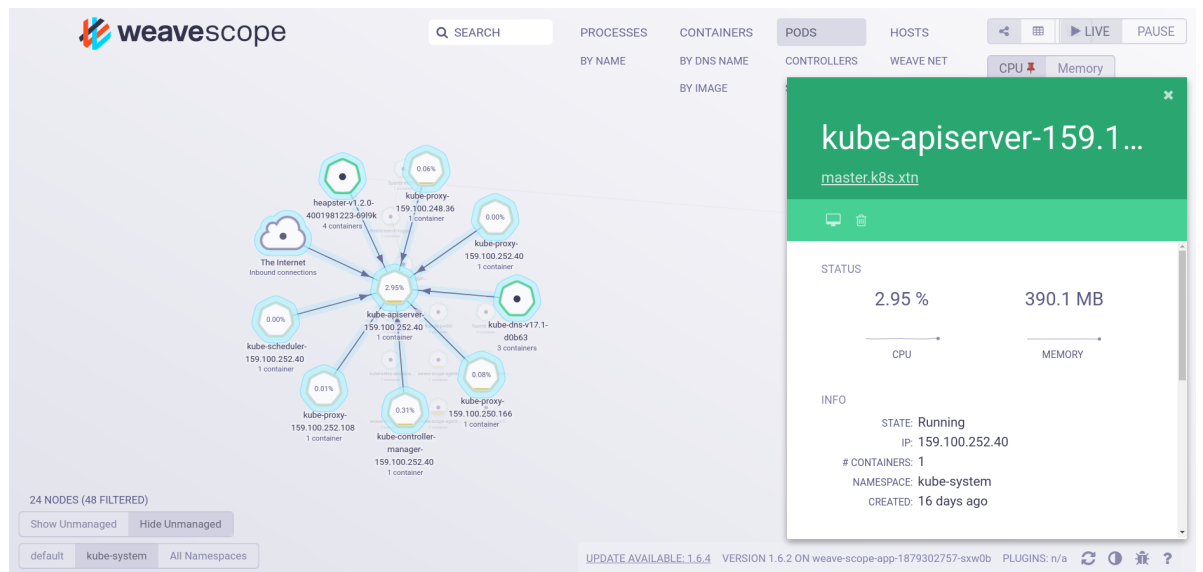 weavescope
SEARCH
PROCESSES CONTAINERS PODS HOSTS
LIVE PAUSE
BY NAME BY DNS NAME CONTROLLERS WEAVE NET
CPU Memory
BY IMAGE
kube-apiserver-159.1...
master.k8s.xtn
STATUS
2.95 % 390.1 MB
CPU MEMORY
INFO
STATE: Running
IP: 159.100.252.40
# CONTAINERS: 1
NAMESPACE: kube-system
CREATED: 16 days ago
heapster-v1.2.0-
4001981223-69l9k
4 containers
0.06%
kube-proxy-
159.100.248.36
1 container
0.00%
kube-proxy-
159.100.252.40
1 container
The Internet
Inbound connections
2.95%
kube-apiserver-
159.100.252.40
1 container
kube-dns-v17.1-
d0b63
3 containers
0.00%
kube-scheduler-
159.100.252.40
1 container
0.08%
kube-proxy-
159.100.250.166
1 container
0.01%
kube-proxy-
159.100.252.108
1 container
0.31%
kube-controller-
manager-
159.100.252.40
1 container
24 NODES (48 FILTERED)
Show Unmanaged Hide Unmanaged
default kube-system All Namespaces
UPDATE AVAILABLE: 1.6.4 VERSION 1.6.2 ON weave-scope-app-1879302757-sxw0b PLUGINS: n/a